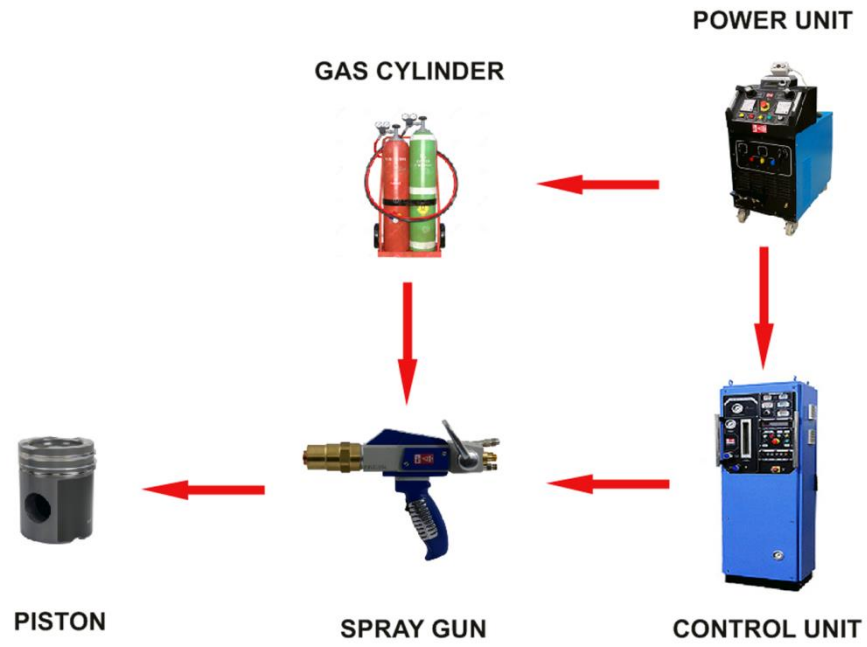 POWER UNIT
GAS CYLINDER
PISTON
SPRAY GUN
CONTROL UNIT